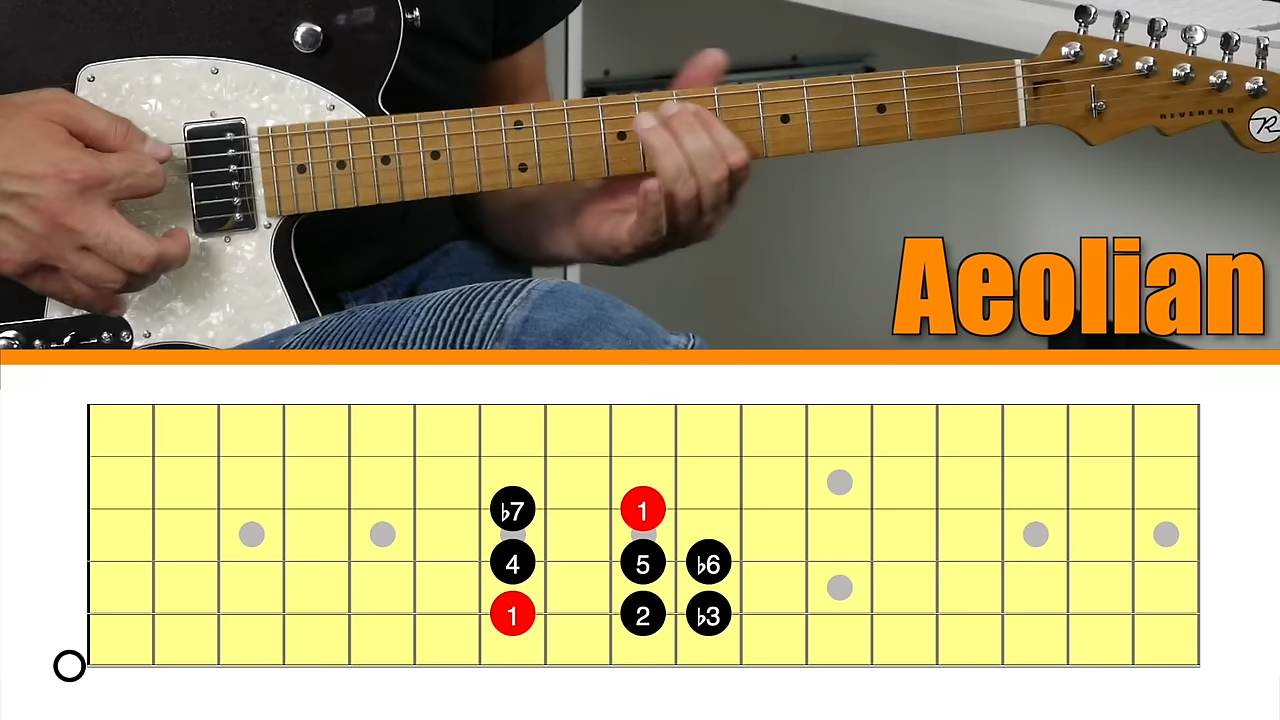 REVEREND
R
Aeolian
♭7 1
4 5 ♭6
1 2 ♭3